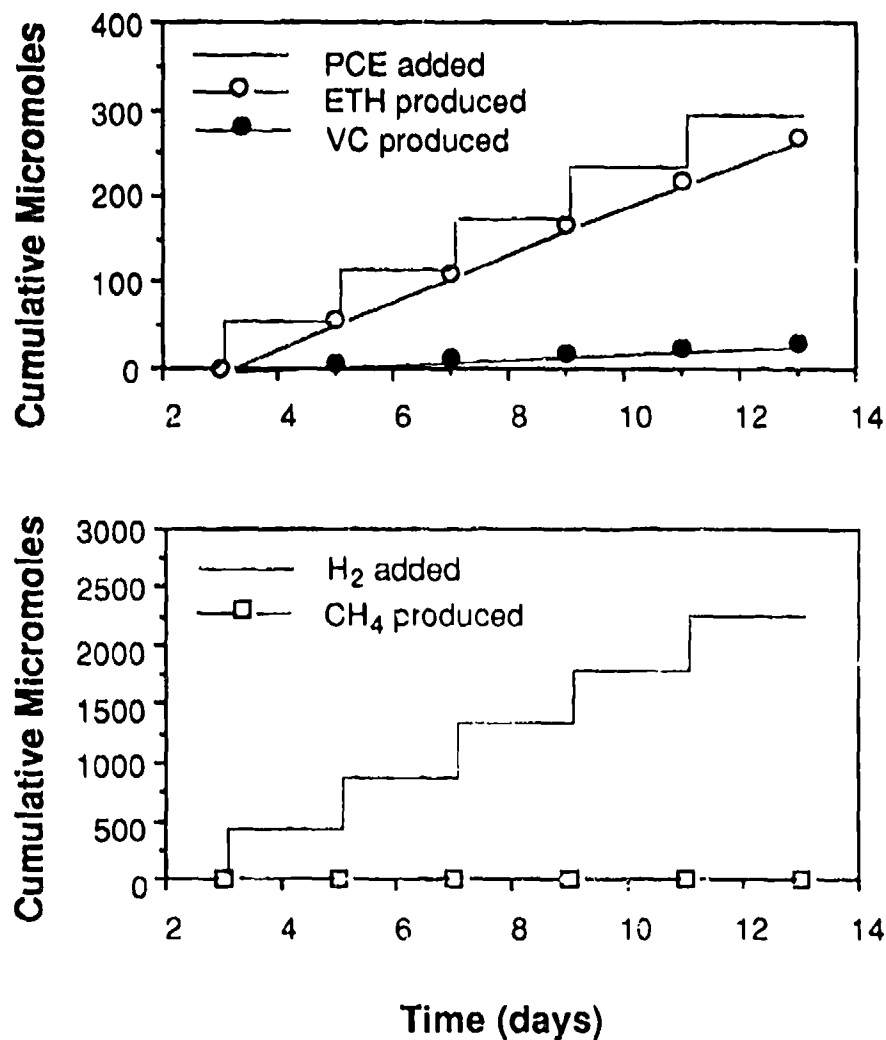 Cumulative Micromoles
400
300
200
100
0
PCE added
ETH produced
VC produced
2 4 6 8 10 12 14
Cumulative Micromoles
3000
2500
2000
1500
1000
500
0
H₂ added
CH₄ produced
2 4 6 8 10 12 14
Time (days)